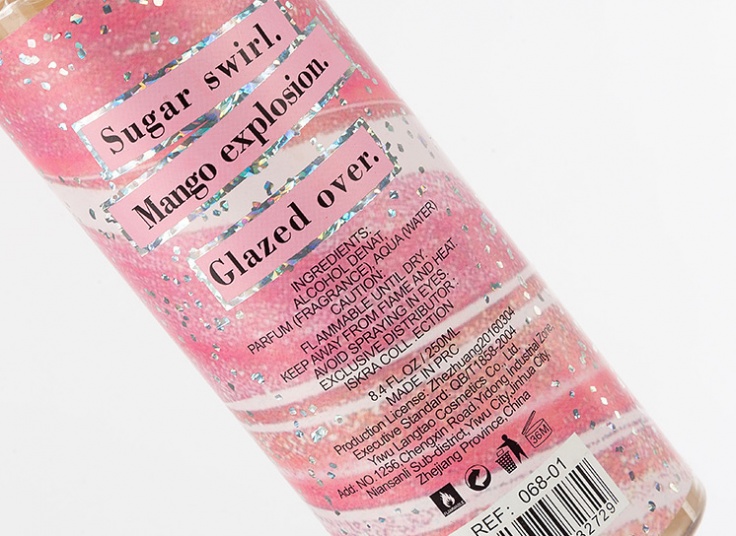 Sugar swirl.
Mango explosion.
Glazed over.
INGREDIENTS:
ALCOHOL DENAT,
PARFUM (FRAGRANCE), AQUA (WATER)
CAUTION:
FLAMMABLE UNTIL DRY.
KEEP AWAY FROM FIAME AND HEAT.
AVOID SPRAYING IN EYES.
EXCLUSIVE DISTRIBUTOR:
ISKRA COLL .ECTION
8.4 FL OZ / 250ML
MADE IN PRC
Production License: Zhezhuang20160304
Executive Standard: QB/T1858-2004
Yiwu Langtao Cosmetics Co., Ltd.
Add: NO.1256,Chengxin Road,Yidong Industrial Zone,
Niansanli Sub-district,Yiwu City,Jinhua City,
Zhejiang Province China
36M
REF: 068-01